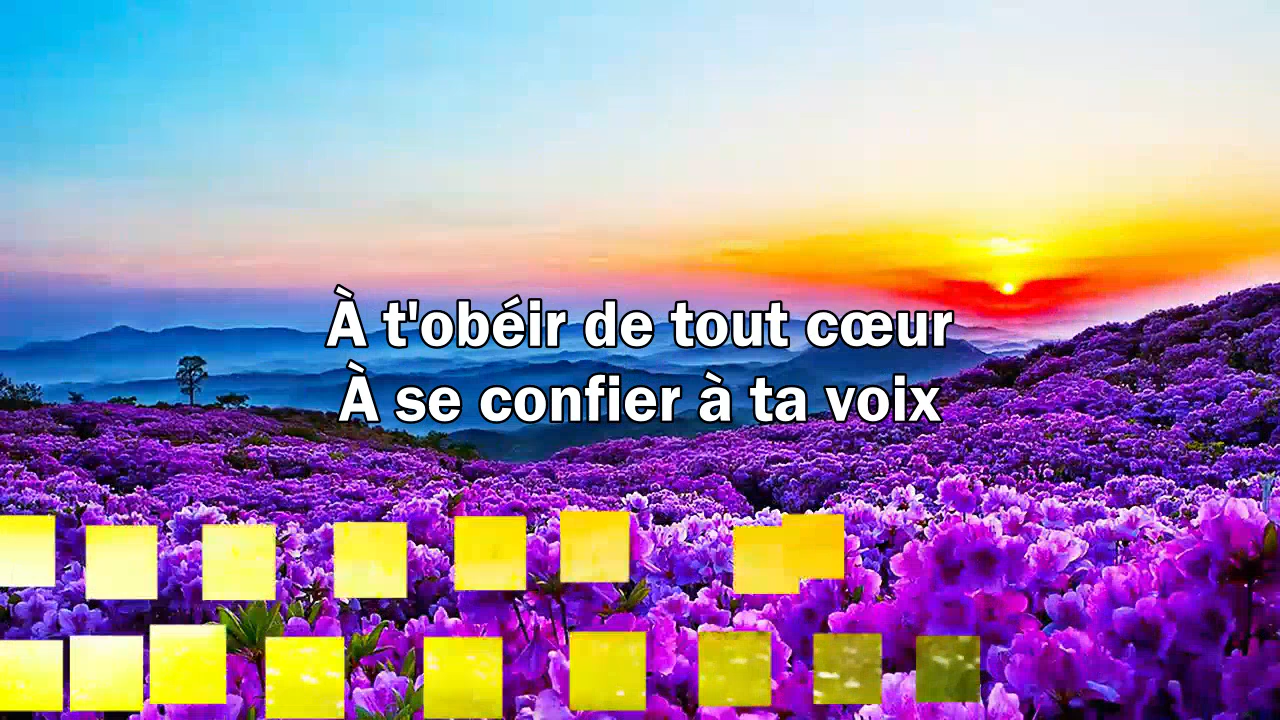 À t'obéir de tout cœur
À se confier à ta voix